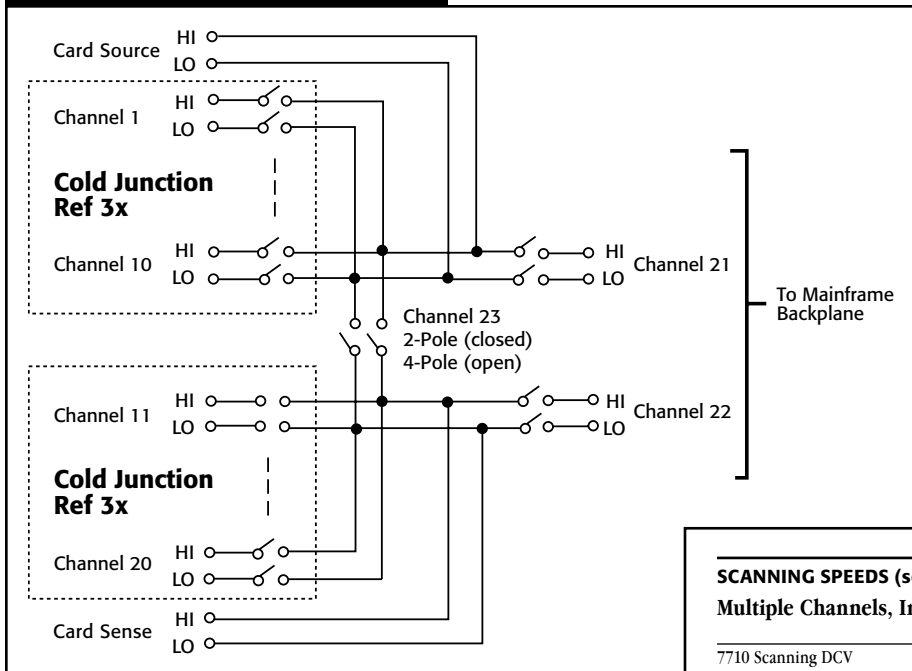 Card Source HI
LO
Channel 1 HI
LO
Cold Junction
Ref 3x
Channel 10 HI
LO
HI
LO
Channel 21
Channel 23
2-Pole (closed)
4-Pole (open)
To Mainframe
Backplane
Channel 11 HI
LO
HI
LO
Channel 22
Cold Junction
Ref 3x
Channel 20 HI
LO
Card Sense HI
LO
SCANNING SPEEDS
Multiple Channels,
7710 Scanning DCV